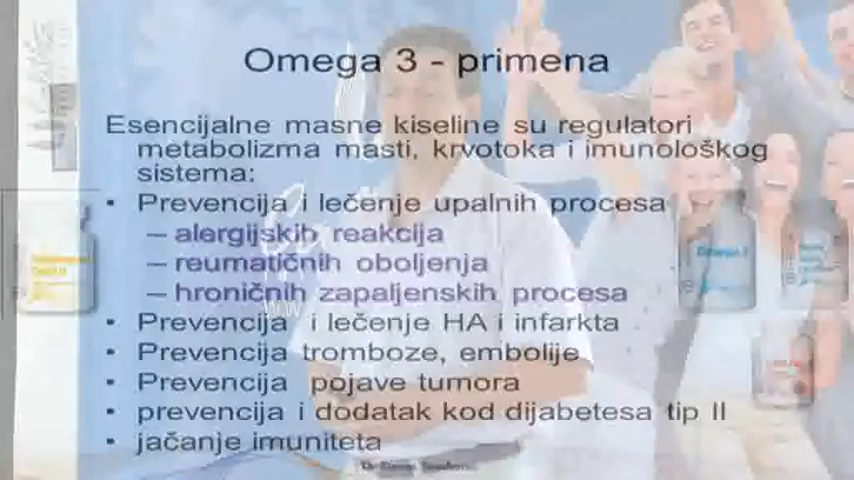 Omega 3 - primena
Esencijalne masne kiseline su regulatori
metabolizma masti, krvotoka i imunološkog
sistema:
• Prevencija i lečenje upalnih procesa
– alergijskih reakcija
– reumatičnih oboljenja
– hroničnih zapaljenskih procesa
• Prevencija i lečenje HA i infarkta
• Prevencija tromboze, embolije
• Prevencija pojave tumora
• prevencija i dodatak kod dijabetesa tip II
• jačanje imuniteta
Omega 3